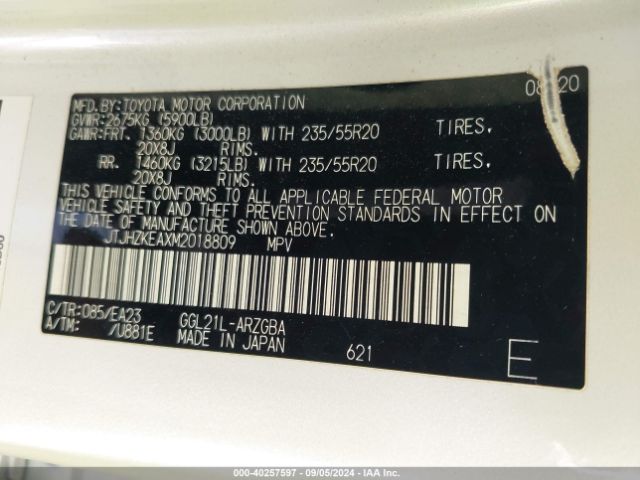 08 20
MFD.BY:TOYOTA MOTOR CORPORATION
GVWR:2675KG (5900LB)
GAWR:FRT. 1360KG (3000LB) WITH 235/55R20 TIRES.
20X8J RIMS.
RR. 1460KG (3215LB) WITH 235/55R20 TIRES.
20X8J RIMS.
THIS VEHICLE CONFORMS TO ALL APPLICABLE FEDERAL MOTOR
VEHICLE SAFETY AND THEFT PREVENTION STANDARDS IN EFFECT ON
THE DATE OF MANUFACTURE SHOWN ABOVE.
JTJHZKEAXM2018809 MPV
C/TR:085/EA23 GGL21L-ARZGBA
A/TM: /U881E MADE IN JAPAN 621 E
000-40257597 - 09/05/2024 - IAA, Inc.